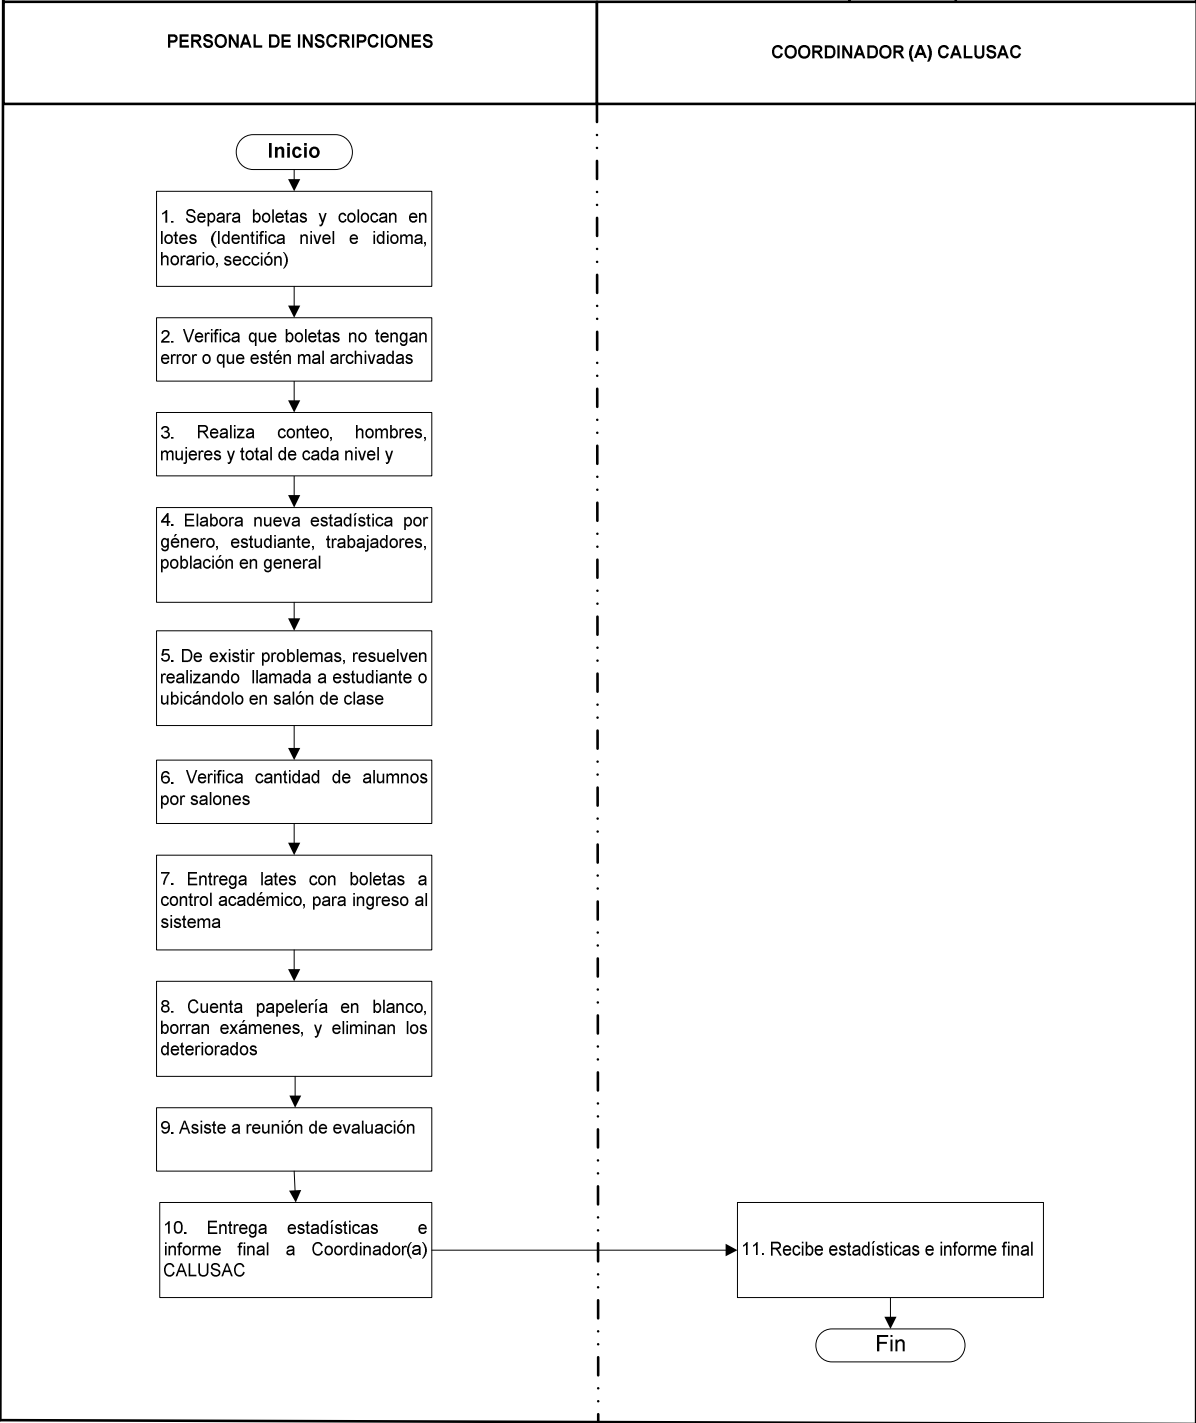 PERSONAL DE INSCRIPCIONES
COORDINADOR (A) CALUSAC
Inicio
1. Separa boletas y colocan en
lotes (Identifica nivel e idioma,
horario, sección)
2. Verifica que boletas no tengan
error o que estén mal archivadas
3. Realiza conteo, hombres,
mujeres y total de cada nivel y
4. Elabora nueva estadística por
género, estudiante, trabajadores,
población en general
5. De existir problemas, resuelven
realizando llamada a estudiante o
ubicándolo en salón de clase
6. Verifica cantidad de alumnos
por salones
7. Entrega lates con boletas a
control académico, para ingreso al
sistema
8. Cuenta papelería en blanco,
borran exámenes, y eliminan los
deteriorados
9. Asiste a reunión de evaluación
10. Entrega estadísticas e
informe final a Coordinador(a)
CALUSAC
11. Recibe estadísticas e informe final
Fin